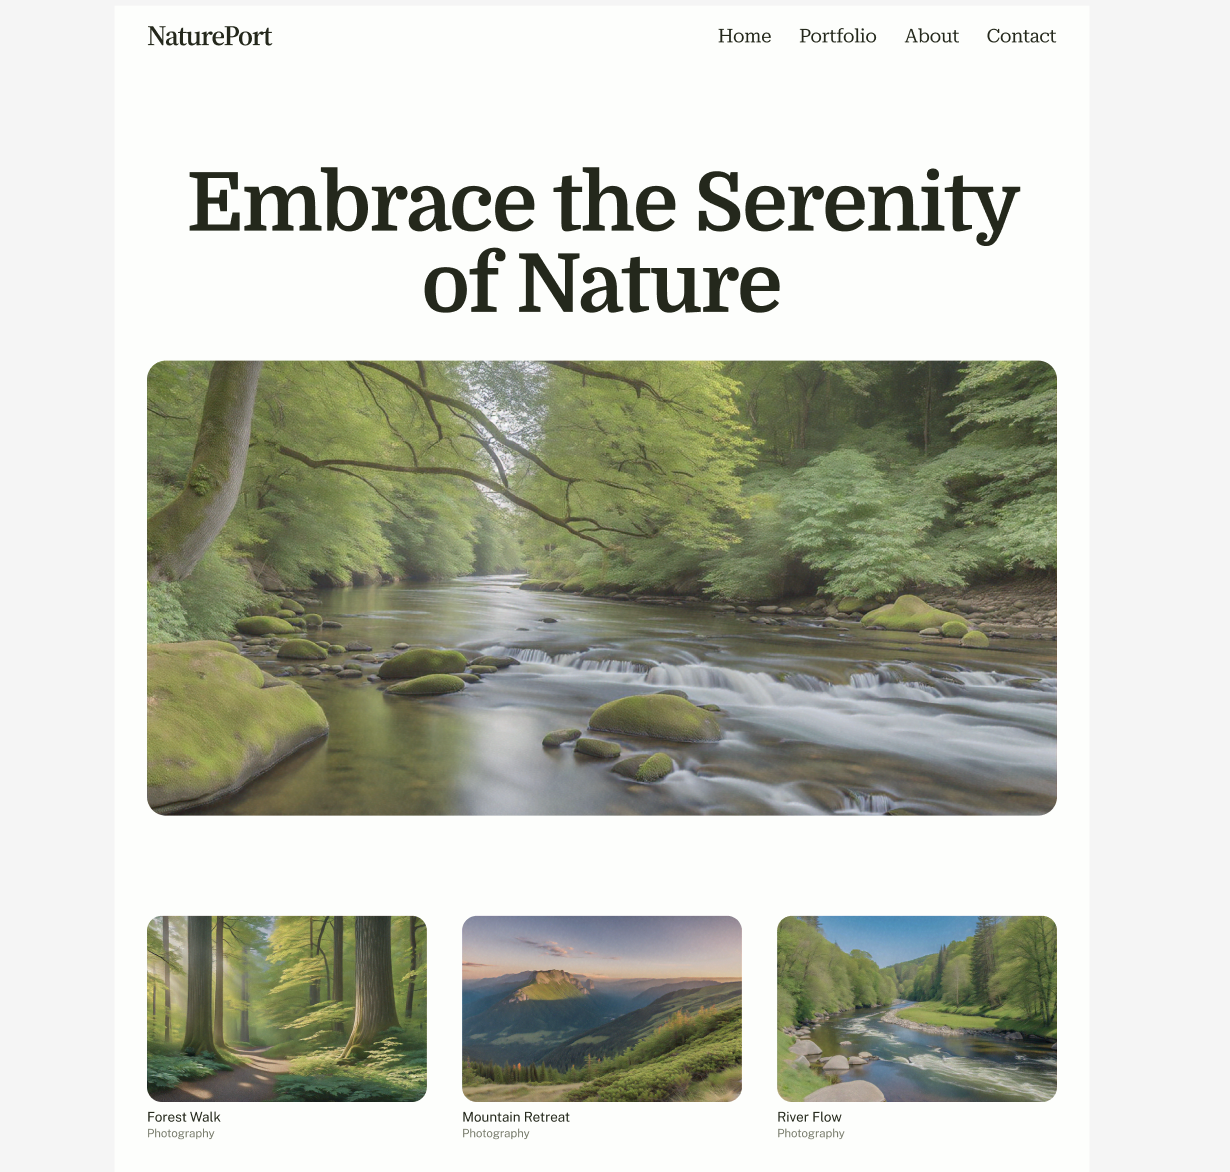 NaturePort
Home Portfolio About Contact
Embrace the Serenity
of Nature
Forest Walk
Photography
Mountain Retreat
Photography
River Flow
Photography